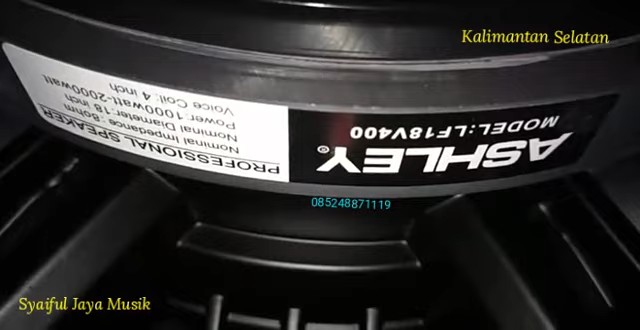 Kalimantan Selatan
ASHLEY®
MODEL:LF18V400
PROFESSIONAL SPEAKER
Nominal Impedance : 8ohm
Nominal Diameter:18 inch
Power:1000watt-2000watt
Voice Coil: 4 inch
085248871119
Syaiful Jaya Musik